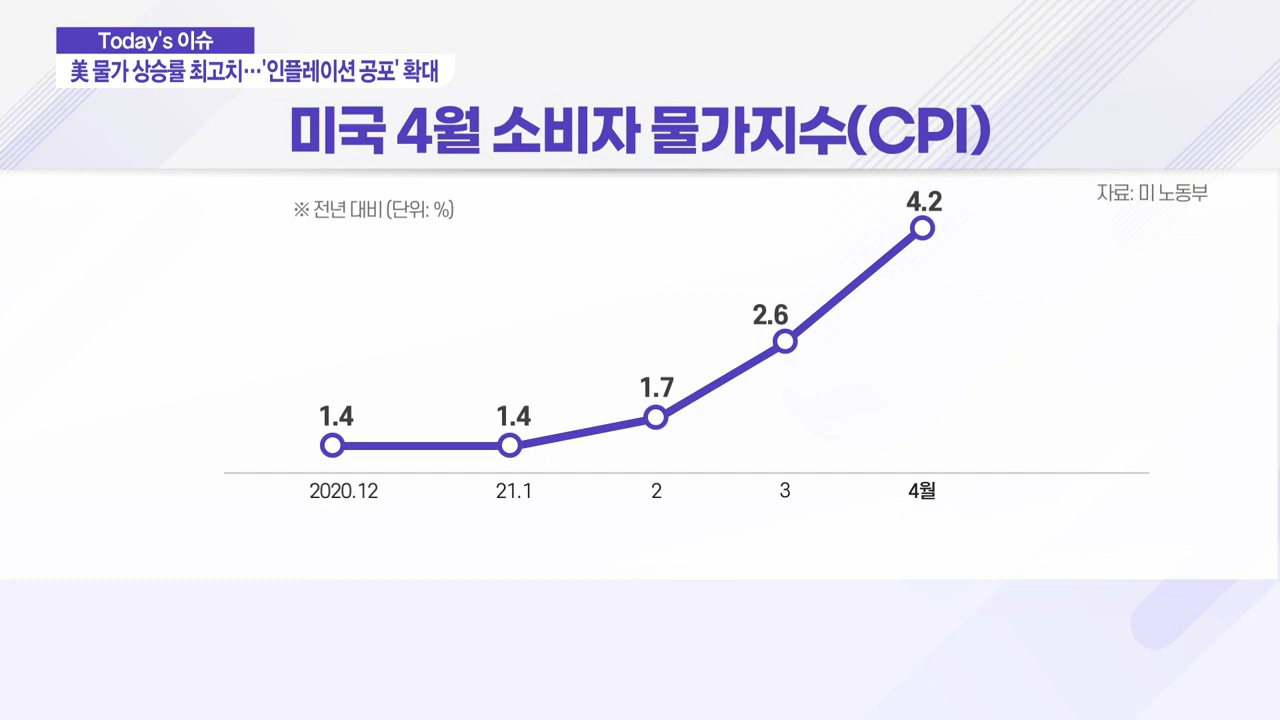 Today's 이슈
美 물가 상승률 최고치…'인플레이션 공포' 확대
미국 4월 소비자 물가지수(CPI)
자료: 미 노동부
※ 전년 대비 (단위: %)
4.2
2.6
1.7
1.4 1.4
2020.12 21.1 2 3 4월